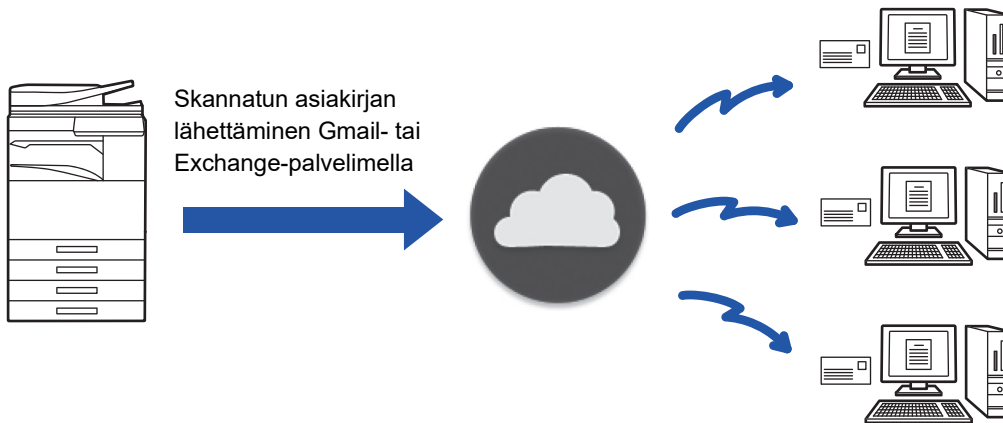 Skannatun asiakirjan
lähettäminen Gmail- tai
Exchange-palvelimella